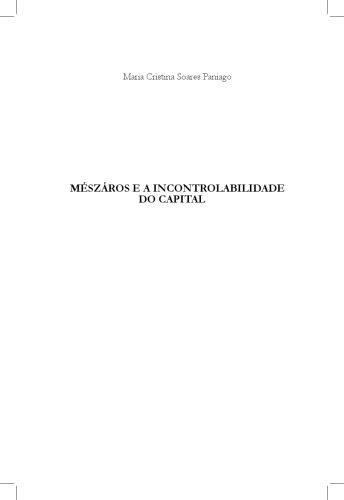 Maria Cristina Soares Paniago
MÉSZÁROS E A INCONTROLABILIDADE
DO CAPITAL